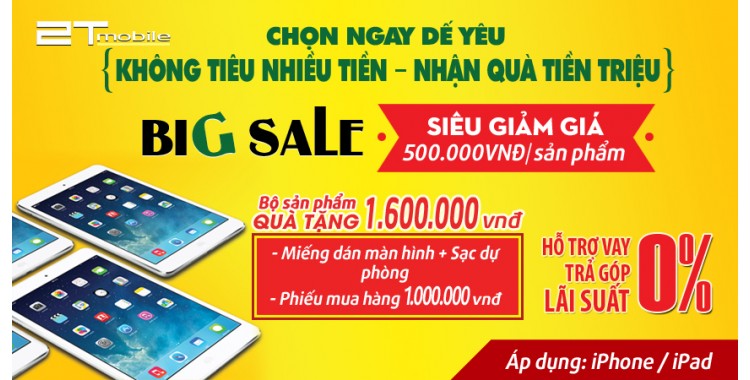 2Tmobile
CHỌN NGAY DẾ YÊU
{KHÔNG TIÊU NHIỀU TIỀN – NHẬN QUÀ TIỀN TRIỆU}
BIG SALE
SIÊU GIẢM GIÁ
500.000VNĐ/ sản phẩm
Bộ sản phẩm
QUÀ TẶNG 1.600.000 vnđ
- Miếng dán màn hình + Sạc dự
phòng
- Phiếu mua hàng 1.000.000 vnđ
HỖ TRỢ VAY
TRẢ GÓP
LÃI SUẤT 0%
Áp dụng: iPhone / iPad